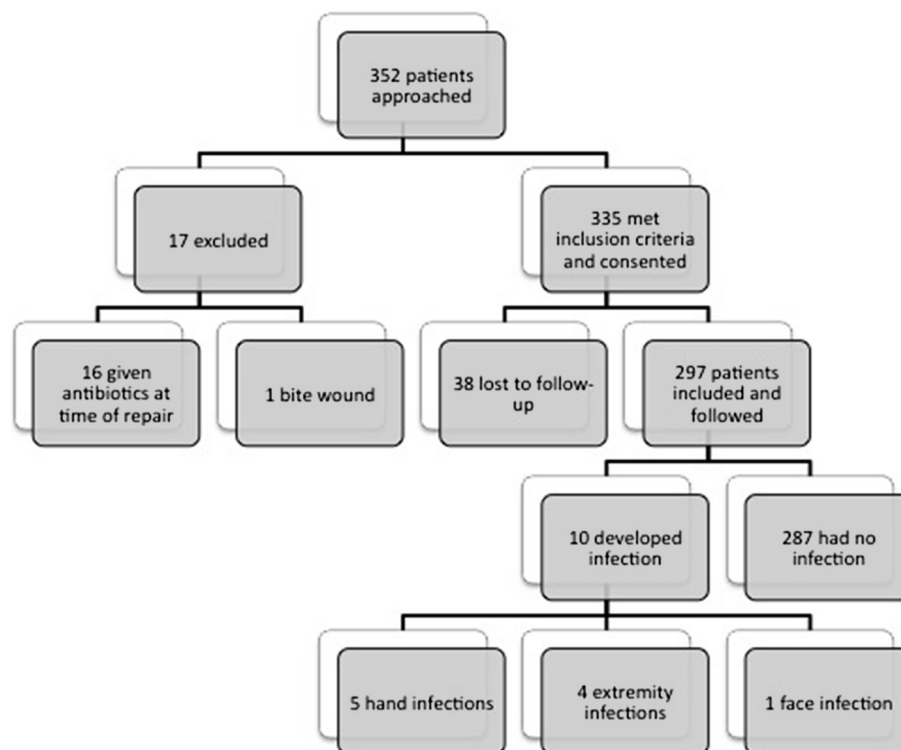 352 patients
approached
17 excluded
335 met
inclusion criteria
and consented
16 given
antibiotics at
time of repair
1 bite wound
38 lost to follow-
up
297 patients
included and
followed
10 developed
infection
287 had no
infection
5 hand infections
4 extremity
infections
1 face infection